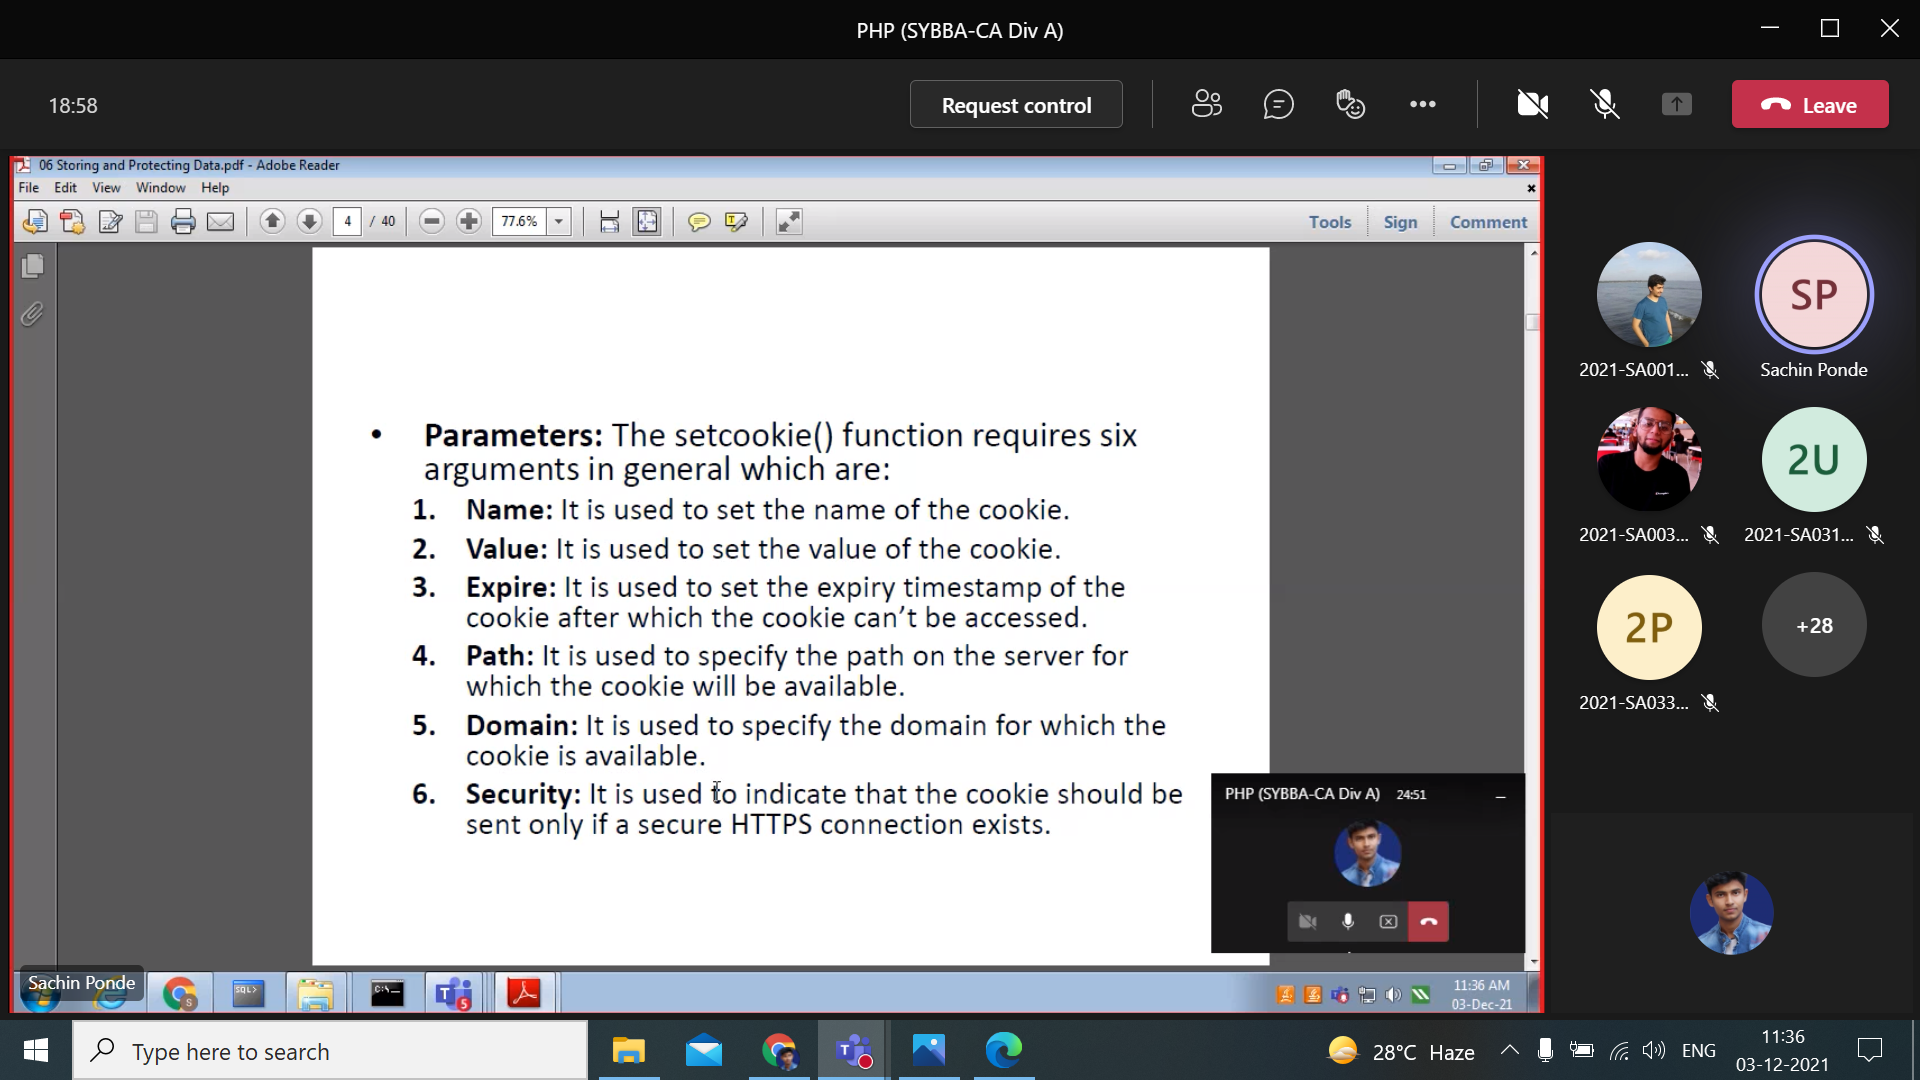 PHP (SYBBA-CA Div A)
18:58
Request control
Leave
06 Storing and Protecting Data.pdf - Adobe Reader
File Edit View Window Help
4 / 40
77.6%
Tools Sign Comment
• Parameters: The setcookie() function requires six
arguments in general which are:
1. Name: It is used to set the name of the cookie.
2. Value: It is used to set the value of the cookie.
3. Expire: It is used to set the expiry timestamp of the
cookie after which the cookie can’t be accessed.
4. Path: It is used to specify the path on the server for
which the cookie will be available.
5. Domain: It is used to specify the domain for which the
cookie is available.
6. Security: It is used to indicate that the cookie should be
sent only if a secure HTTPS connection exists.
PHP (SYBBA-CA Div A) 24:51
SP
2021-SA001...
Sachin Ponde
2U
2021-SA003...
2021-SA031...
2P
+28
2021-SA033...
Sachin Ponde
S
SQL>
C:\
T
S
11:36 AM
03-Dec-21
Type here to search
T
28°C Haze
ENG
11:36
03-12-2021